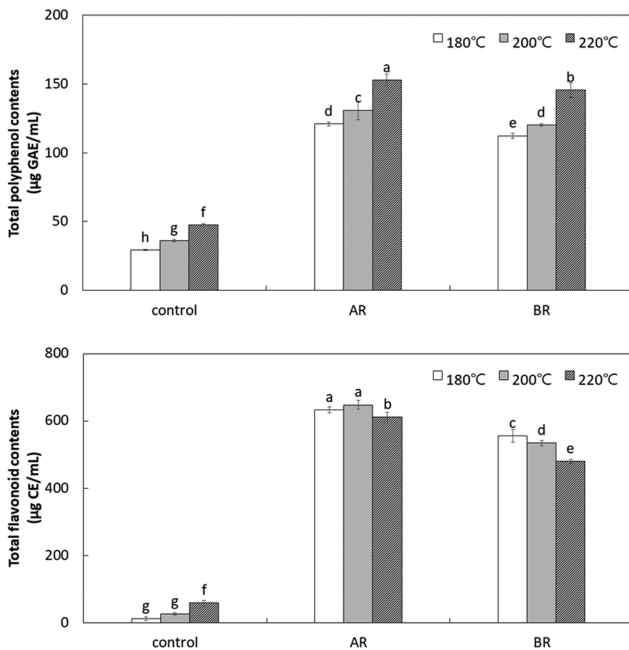 Total polyphenol contents
(μg GAE/mL)
200
150
100
50
0
180℃ 200℃ 220℃
h g f d c a e d b
control AR BR
Total flavonoid contents
(μg CE/mL)
800
600
400
200
0
180℃ 200℃ 220℃
g g f a a b c d e
control AR BR